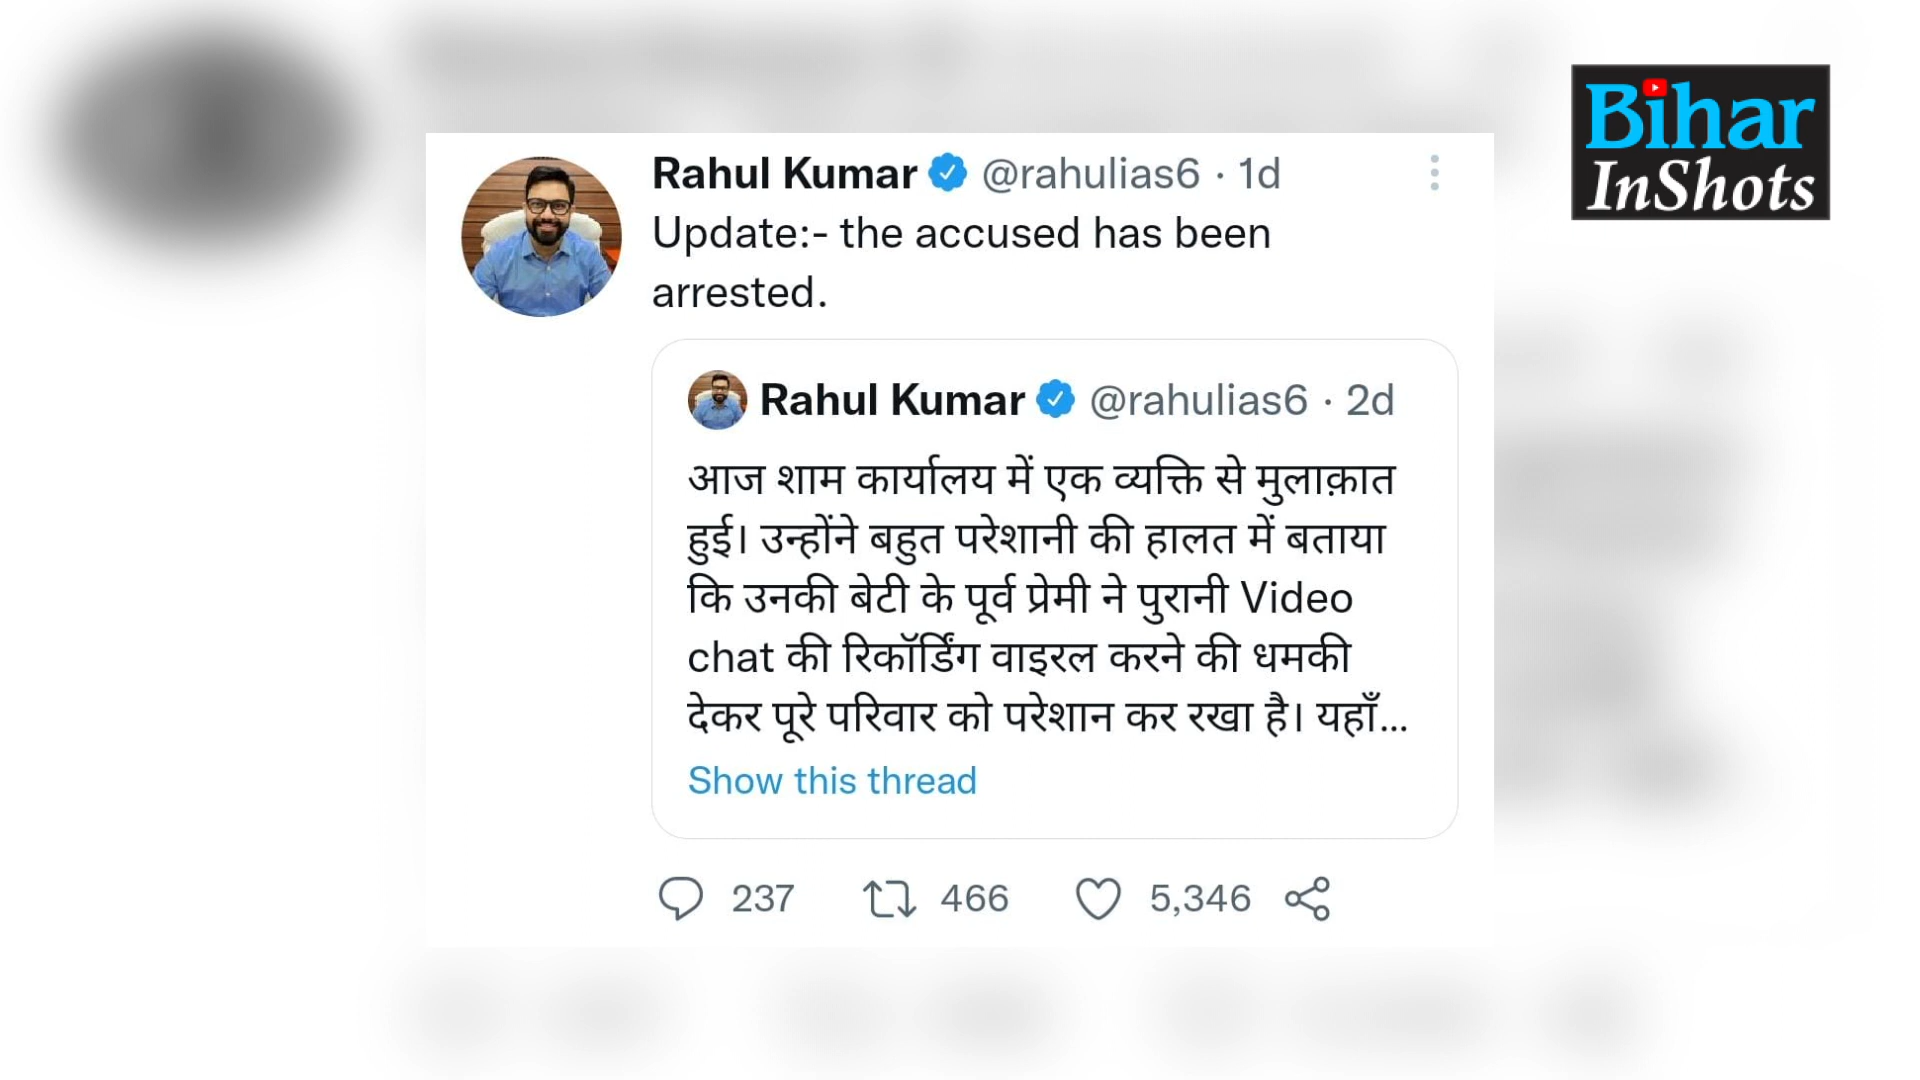 Bihar
InShots
Rahul Kumar @rahulias6 · 1d
Update:- the accused has been
arrested.
Rahul Kumar @rahulias6 · 2d
आज शाम कार्यालय में एक व्यक्ति से मुलाक़ात
हुई। उन्होंने बहुत परेशानी की हालत में बताया
कि उनकी बेटी के पूर्व प्रेमी ने पुरानी Video
chat की रिकॉर्डिंग वाइरल करने की धमकी
देकर पूरे परिवार को परेशान कर रखा है। यहाँ...
Show this thread
237 466 5,346